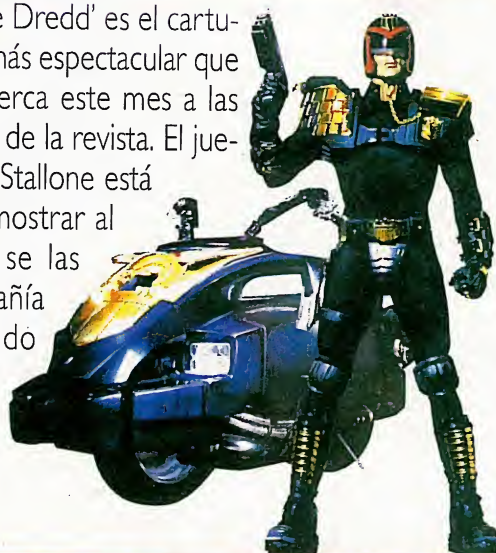 e Dredd' es el cartu-
más espectacular que
erca este mes a las
de la revista. El jue-
Stallone está
mostrar al
se las
añía
do